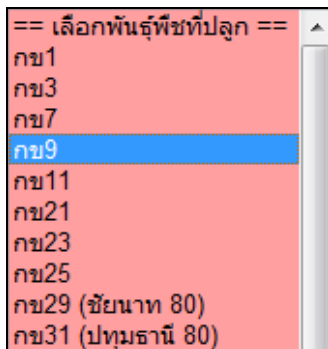 == เลือกพันธุ์พืชที่ปลูก ==
กข1
กข3
กข7
กข9
กข11
กข21
กข23
กข25
กข29 (ชัยนาท 80)
กข31 (ปทุมธานี 80)